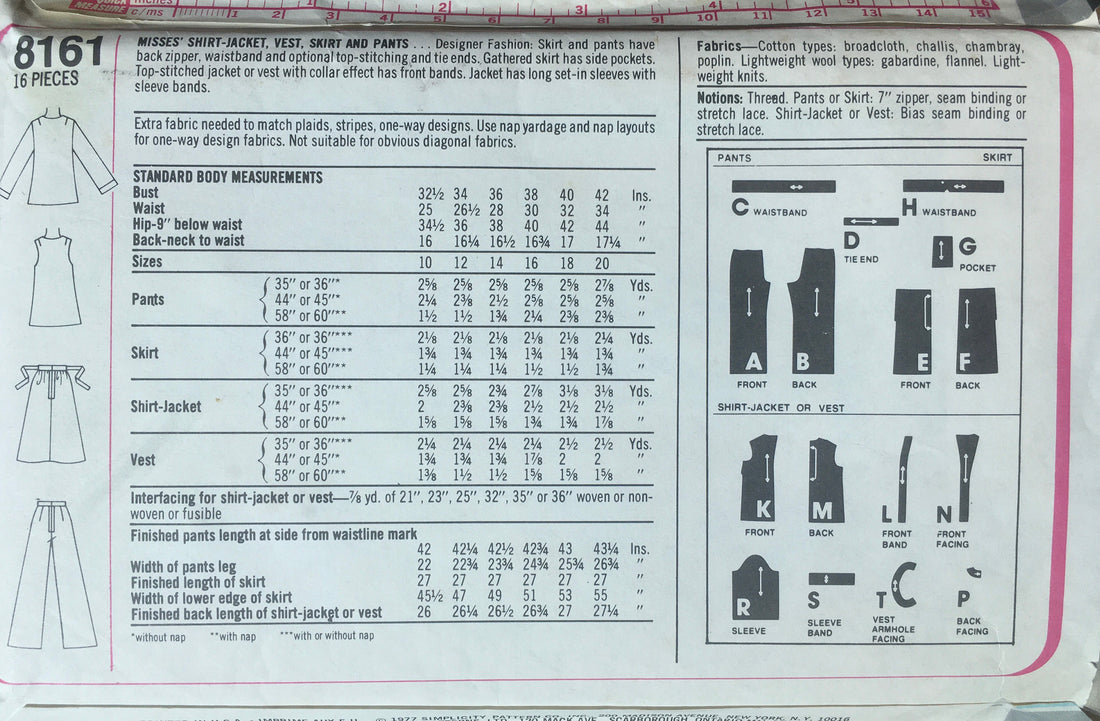 QUICK MEASURE
inches 1 2 3
c/ms 1 2 3 4 5 6 10 11 12 13 14 15
8161
16 PIECES
MISSES' SHIRT-JACKET, VEST, SKIRT AND PANTS . . . Designer Fashion: Skirt and pants have
back zipper, waistband and optional top-stitching and tie ends. Gathered skirt has side pockets.
Top-stitched jacket or vest with collar effect has front bands. Jacket has long set-in sleeves with
sleeve bands.
Extra fabric needed to match plaids, stripes, one-way designs. Use nap yardage and nap layouts
for one-way design fabrics. Not suitable for obvious diagonal fabrics.
STANDARD BODY MEASUREMENTS
Bust 32½ 34 36 38 40 42 Ins.
Waist 25 26½ 28 30 32 34 "
Hip-9" below waist 34½ 36 38 40 42 44 "
Back-neck to waist 16 16¼ 16½ 16¾ 17 17¼ "
Sizes 10 12 14 16 18 20
Pants
35" or 36"* 2⅝ 2⅝ 2⅝ 2⅝ 2⅝ 2⅞ Yds.
44" or 45"* 2¼ 2⅜ 2½ 2⅝ 2⅝ 2⅝ "
58" or 60"** 1½ 1½ 1¾ 2¼ 2⅜ 2⅜ "
Skirt
36" or 36"*** 2⅛ 2⅛ 2⅛ 2⅛ 2⅛ 2¼ Yds.
44" or 45"*** 1¾ 1¾ 1¾ 1¾ 1¾ 1¾ "
58" or 60"*** 1¼ 1¼ 1¼ 1½ 1½ 1¾ "
Shirt-Jacket
35" or 36"*** 2⅝ 2⅝ 2¾ 2⅞ 3⅛ 3⅛ Yds.
44" or 45"* 2 2⅜ 2⅜ 2½ 2½ 2½ "
58" or 60"** 1⅝ 1⅝ 1⅝ 1¾ 1¾ 1⅞ "
Vest
35" or 36"*** 2¼ 2¼ 2¼ 2¼ 2½ 2½ Yds.
44" or 45"* 1¾ 1¾ 1¾ 1⅞ 2 2 "
58" or 60"** 1⅜ 1½ 1½ 1⅝ 1⅝ 1⅝ "
Interfacing for shirt-jacket or vest—⅞ yd. of 21", 23", 25", 32", 35" or 36" woven or non-
woven or fusible
Finished pants length at side from waistline mark
42 42¼ 42½ 42¾ 43 43¼ Ins.
Width of pants leg 22 22¾ 23¾ 24¾ 25¾ 26¾ "
Finished length of skirt 27 27 27 27 27 27 "
Width of lower edge of skirt 45½ 47 49 51 53 55 "
Finished back length of shirt-jacket or vest 26 26¼ 26½ 26¾ 27 27¼ "
*without nap **with nap ***with or without nap
Fabrics—Cotton types: broadcloth, challis, chambray,
poplin. Lightweight wool types: gabardine, flannel. Light-
weight knits.
Notions: Thread. Pants or Skirt: 7" zipper, seam binding or
stretch lace. Shirt-Jacket or Vest: Bias seam binding or
stretch lace.
PANTS SKIRT
C WAISTBAND
H WAISTBAND
D
TIE END
G
POCKET
A B E F
FRONT BACK FRONT BACK
SHIRT-JACKET OR VEST
K M L N
FRONT BACK FRONT BAND FRONT FACING
R S T P
SLEEVE SLEEVE BAND VEST ARMHOLE FACING BACK FACING
© 1977 SIMPLICITY PATTERN